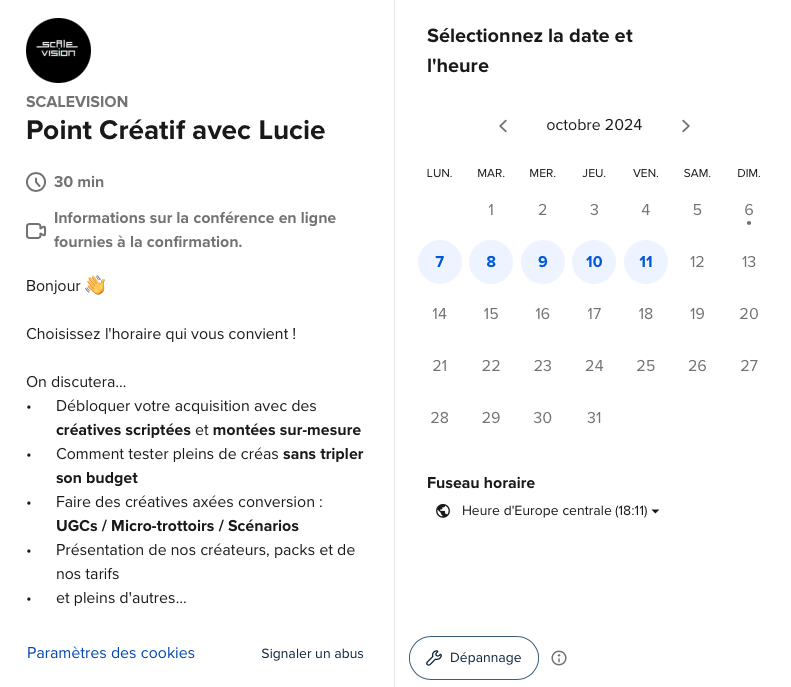 SCALE
VISION
SCALEVISION
Point Créatif avec Lucie
30 min
Informations sur la conférence en ligne
fournies à la confirmation.
Bonjour 👋
Choisissez l'horaire qui vous convient !
On discutera...
• Débloquer votre acquisition avec des
créatives scriptées et montées sur-mesure
• Comment tester pleins de créas sans tripler
son budget
• Faire des créatives axées conversion :
UGCs / Micro-trottoirs / Scénarios
• Présentation de nos créateurs, packs et de
nos tarifs
• et pleins d'autres...
Paramètres des cookies
Signaler un abus
Sélectionnez la date et
l'heure
octobre 2024
LUN. MAR. MER. JEU. VEN. SAM. DIM.
1 2 3 4 5 6
7 8 9 10 11 12 13
14 15 16 17 18 19 20
21 22 23 24 25 26 27
28 29 30 31
Fuseau horaire
Heure d'Europe centrale (18:11)
Dépannage